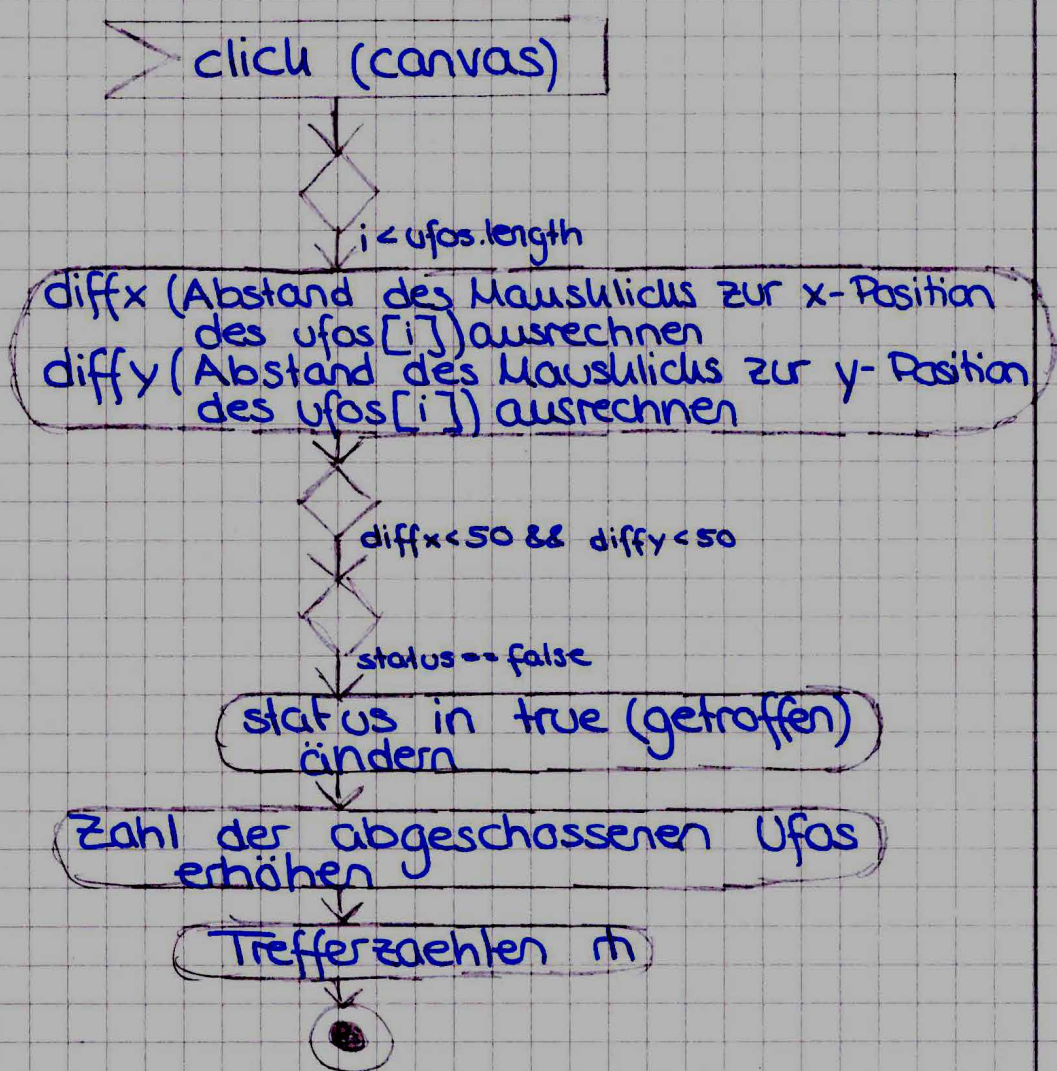 click (canvas)
i < ufos.length
diffx (Abstand des Mausklicks zur x-Position
des ufos[i]) ausrechnen
diffy (Abstand des Mausklicks zur y-Position
des ufos[i]) ausrechnen
diffx < 50 && diffy < 50
status == false
status in true (getroffen)
ändern
Zahl der abgeschossenen Ufos
erhöhen
Trefferzaehlen